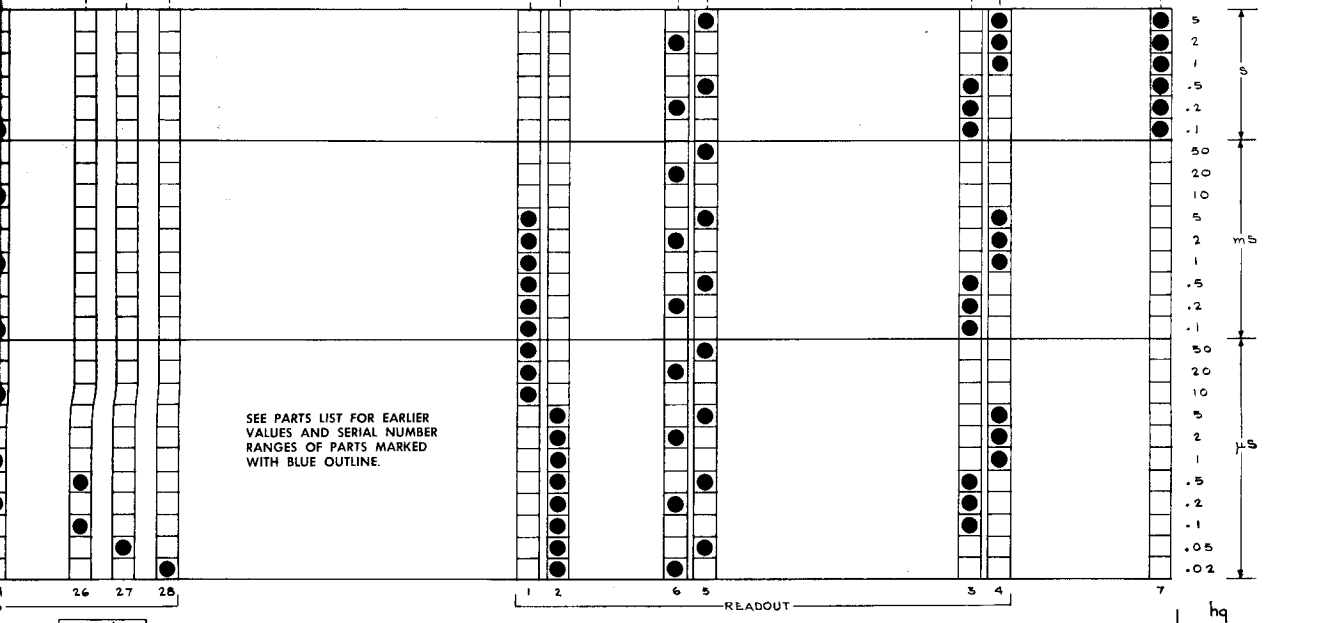 5
2
1
.5
.2
.1
S
50
20
10
5
2
1
.5
.2
.1
mS
50
20
10
5
2
1
.5
.2
.1
.05
.02
μS
SEE PARTS LIST FOR EARLIER
VALUES AND SERIAL NUMBER
RANGES OF PARTS MARKED
WITH BLUE OUTLINE.
26 27 28 1 2 6 5 3 4 7
READOUT
hq